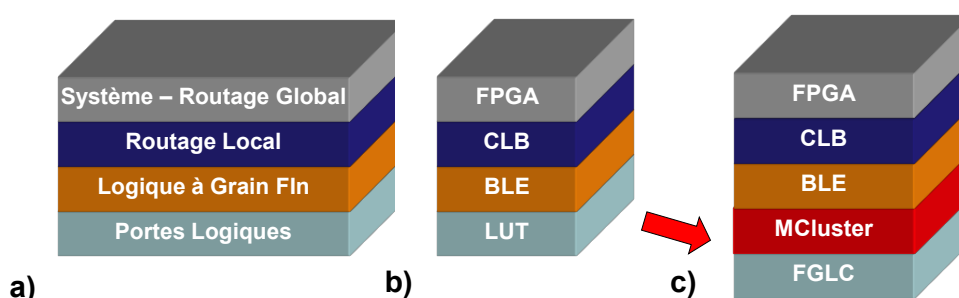 Système – Routage Global
Routage Local
Logique à Grain FIn
Portes Logiques
a)
FPGA
CLB
BLE
LUT
b)
FPGA
CLB
BLE
MCluster
FGLC
c)